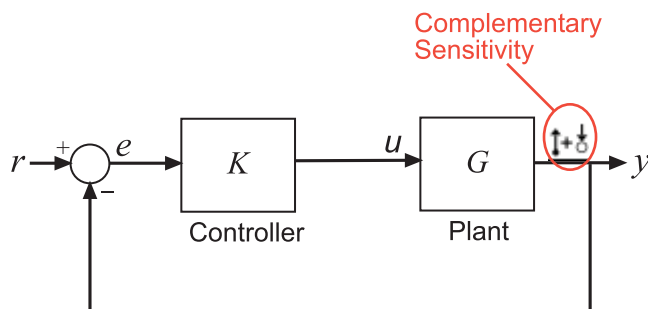 Complementary
Sensitivity
+
r
e
K
u
G
+
y
−
Controller
Plant